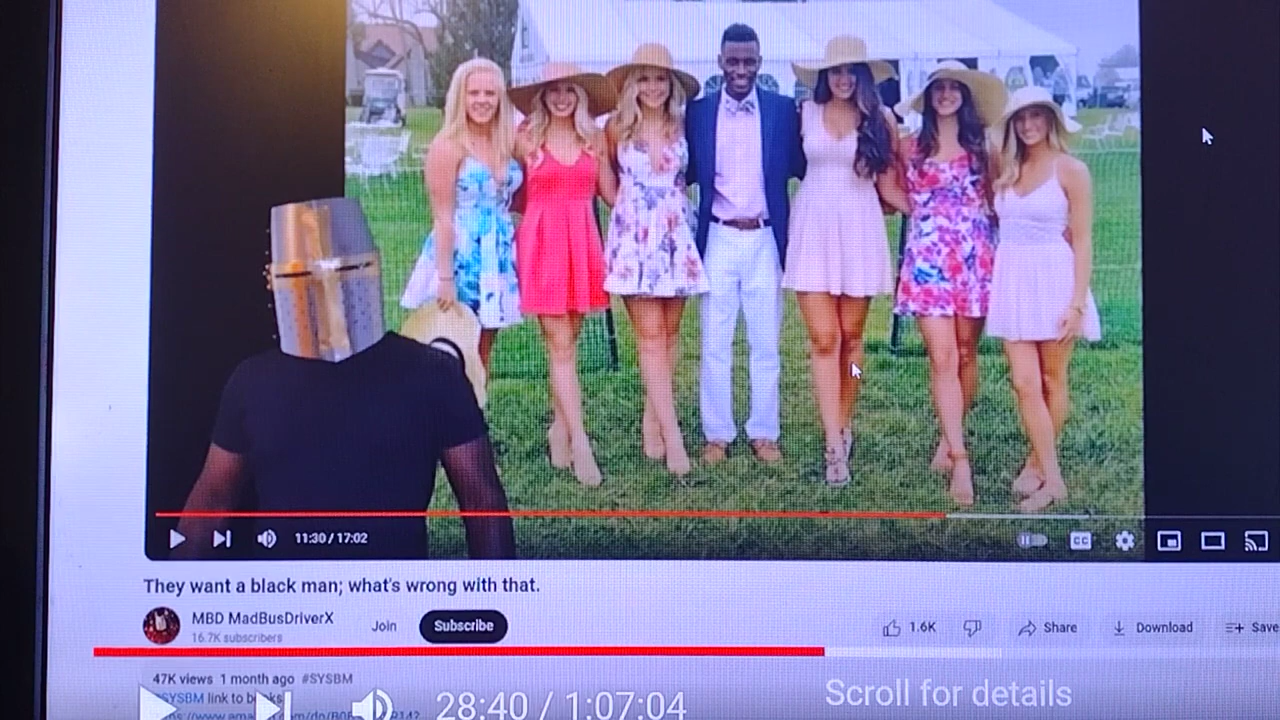 11:30 / 17:02
CC
They want a black man; what's wrong with that.
MBD MadBusDriverX
16.7K subscribers
Join
Subscribe
1.6K
Share
Download
Save
47K views 1 month ago #SYSBM
#SYSBM link to
28:40 / 1:07:04
Scroll for details